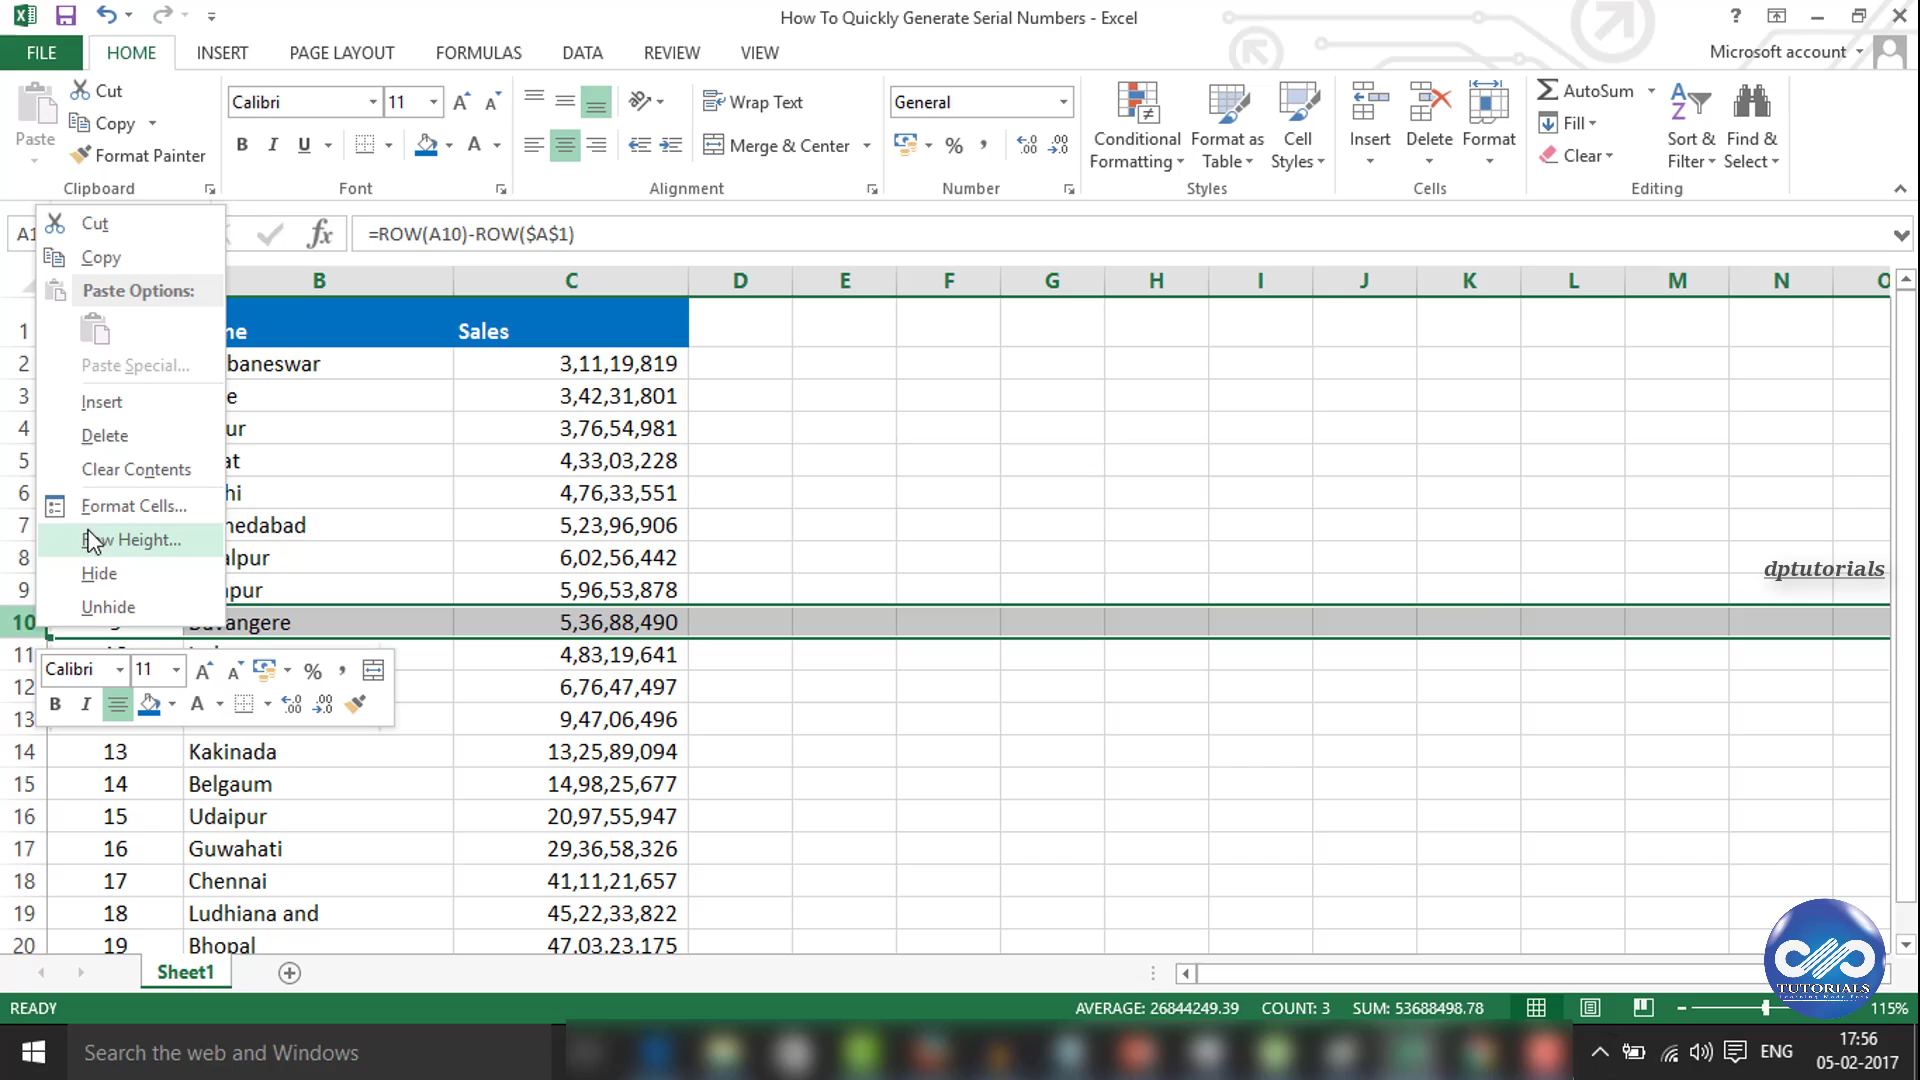 How To Quickly Generate Serial Numbers - Excel
FILE HOME INSERT PAGE LAYOUT FORMULAS DATA REVIEW VIEW Microsoft account
Paste
Cut
Copy
Format Painter
Clipboard
Calibri 11
B I U
Font
Wrap Text
Merge & Center
Alignment
General
%
Number
Conditional Formatting
Format as Table
Cell Styles
Styles
Insert
Delete
Format
Cells
AutoSum
Fill
Clear
Sort & Filter
Find & Select
Editing
=ROW(A10)-ROW($A$1)
Cut
Copy
Paste Options:
Paste Special...
Insert
Delete
Clear Contents
Format Cells...
Height...
Hide
Unhide
B C D E F G H I J K L M N O
1 Sales
2 3,11,19,819
3 3,42,31,801
4 3,76,54,981
5 4,33,03,228
6 4,76,33,551
7 5,23,96,906
8 6,02,56,442
9 5,96,53,878
10 5,36,88,490
11 4,83,19,641
12 6,76,47,497
13 9,47,06,496
14 13 Kakinada 13,25,89,094
15 14 Belgaum 14,98,25,677
16 15 Udaipur 20,97,55,947
17 16 Guwahati 29,36,58,326
18 17 Chennai 41,11,21,657
19 18 Ludhiana and 45,22,33,822
20 19 Bhopal 47,03,23,175
Calibri 11
%
B I A
dptutorials
TUTORIALS
Sheet1
READY AVERAGE: 26844249.39 COUNT: 3 SUM: 53688498.78 115%
Search the web and Windows
ENG
17:56
05-02-2017